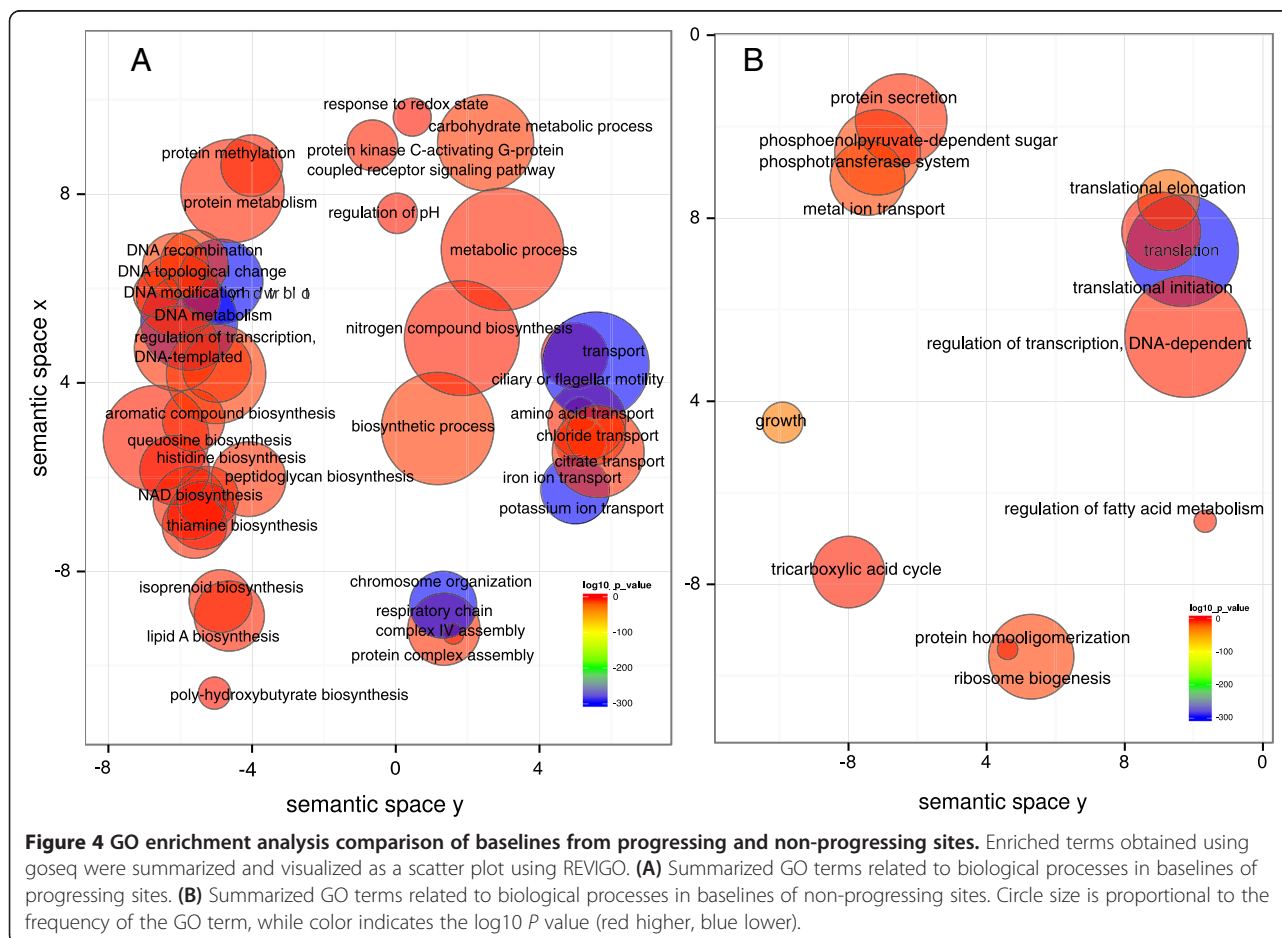 A
response to redox state
carbohydrate metabolic process
protein methylation
protein kinase C-activating G-protein
coupled receptor signaling pathway
protein metabolism
regulation of pH
DNA recombination
metabolic process
DNA topological change
DNA modification
DNA metabolism
nitrogen compound biosynthesis
regulation of transcription,
DNA-templated
transport
ciliary or flagellar motility
aromatic compound biosynthesis
amino acid transport
biosynthetic process
chloride transport
queuosine biosynthesis
histidine biosynthesis
citrate transport
peptidoglycan biosynthesis
iron ion transport
NAD biosynthesis
potassium ion transport
thiamine biosynthesis
isoprenoid biosynthesis
chromosome organization
respiratory chain
lipid A biosynthesis
complex IV assembly
protein complex assembly
poly-hydroxybutyrate biosynthesis
log10_p_value
0
-100
-200
-300
8
4
-8
semantic space x
-8
-4
0
4
semantic space y
B
protein secretion
phosphoenolpyruvate-dependent sugar
phosphotransferase system
metal ion transport
translational elongation
translation
translational initiation
regulation of transcription, DNA-dependent
growth
regulation of fatty acid metabolism
tricarboxylic acid cycle
protein homooligomerization
ribosome biogenesis
log10_p_value
0
-100
-200
-300
0
8
4
-8
-8
4
8
0
semantic space y
Figure 4 GO enrichment analysis comparison of baselines from progressing and non-progressing sites. Enriched terms obtained using
goseq were summarized and visualized as a scatter plot using REVIGO. (A) Summarized GO terms related to biological processes in baselines of
progressing sites. (B) Summarized GO terms related to biological processes in baselines of non-progressing sites. Circle size is proportional to the
frequency of the GO term, while color indicates the log10 P value (red higher, blue lower).